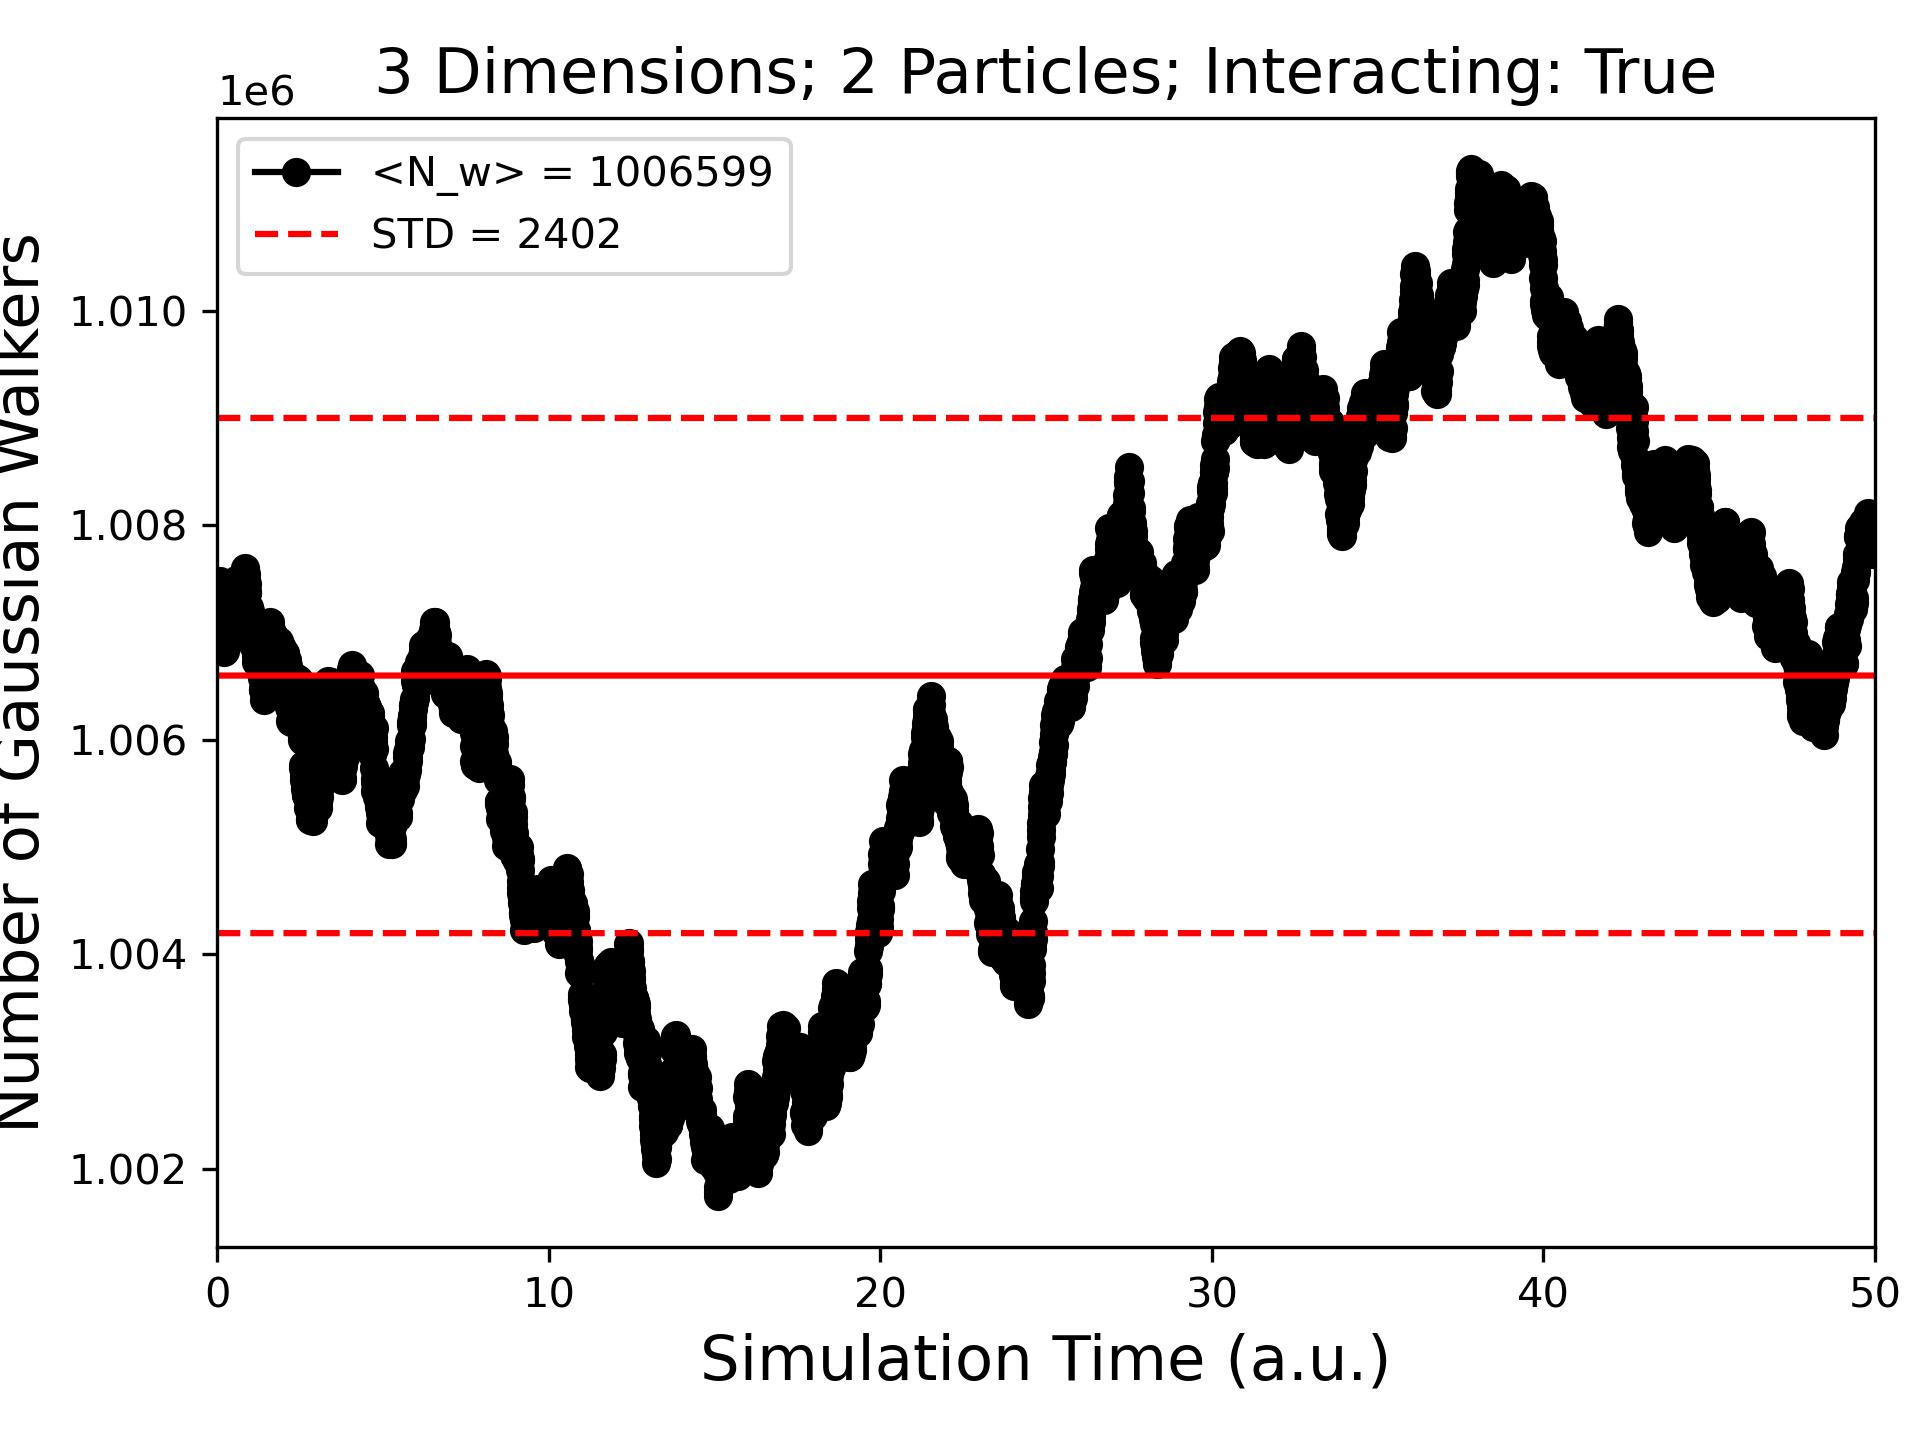 3 Dimensions; 2 Particles; Interacting: True
1e6
<N_w> = 1006599
STD = 2402
Number of Gaussian Walkers
1.010
1.008
1.006
1.004
1.002
0 10 20 30 40 50
Simulation Time (a.u.)